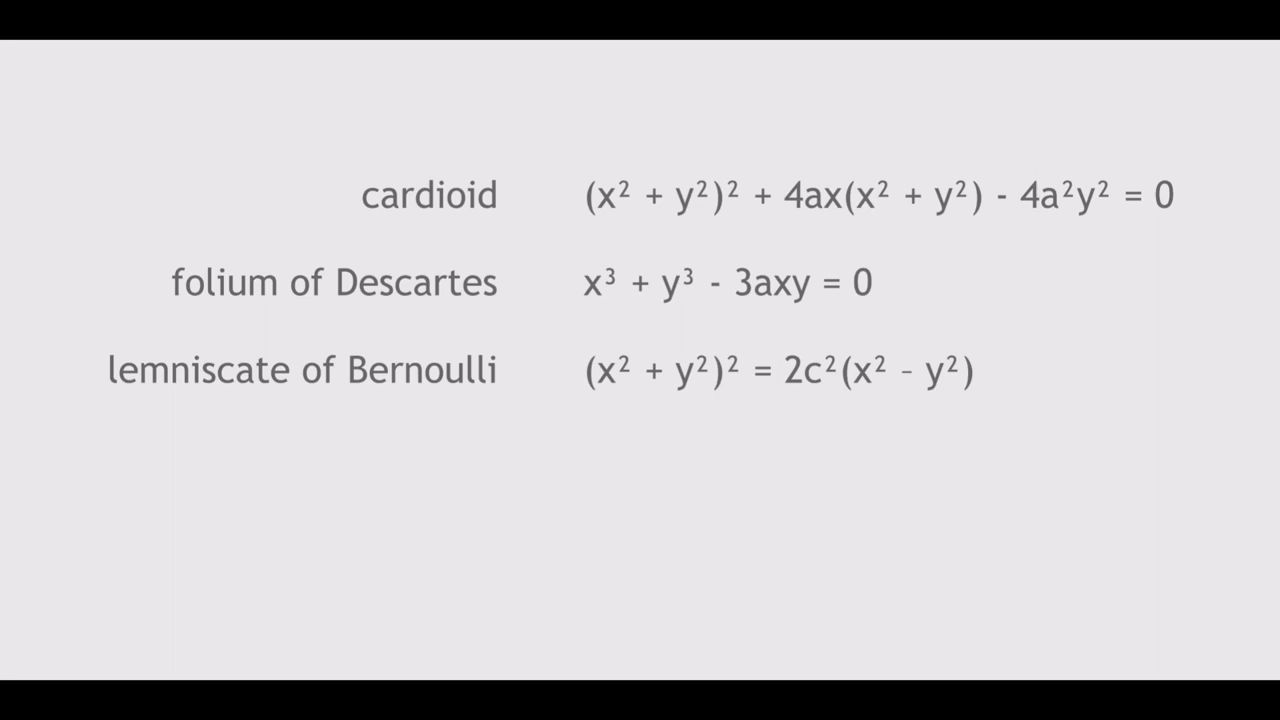 cardioid (x² + y²)² + 4ax(x² + y²) - 4a²y² = 0
folium of Descartes x³ + y³ - 3axy = 0
lemniscate of Bernoulli (x² + y²)² = 2c²(x² – y²)